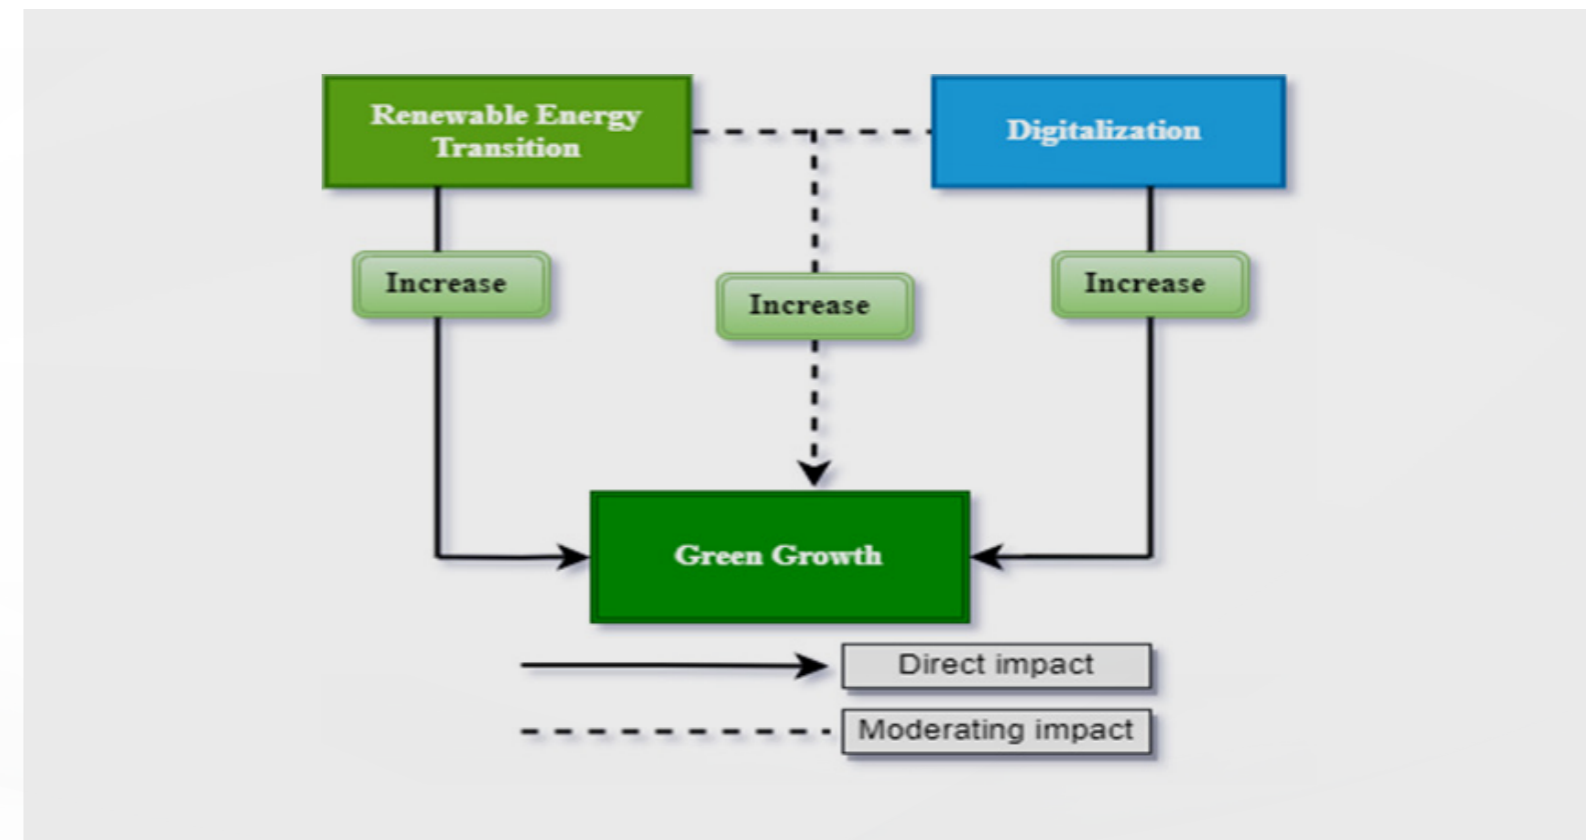 Renewable Energy
Transition
Digitalization
Increase
Increase
Increase
Green Growth
Direct impact
Moderating impact